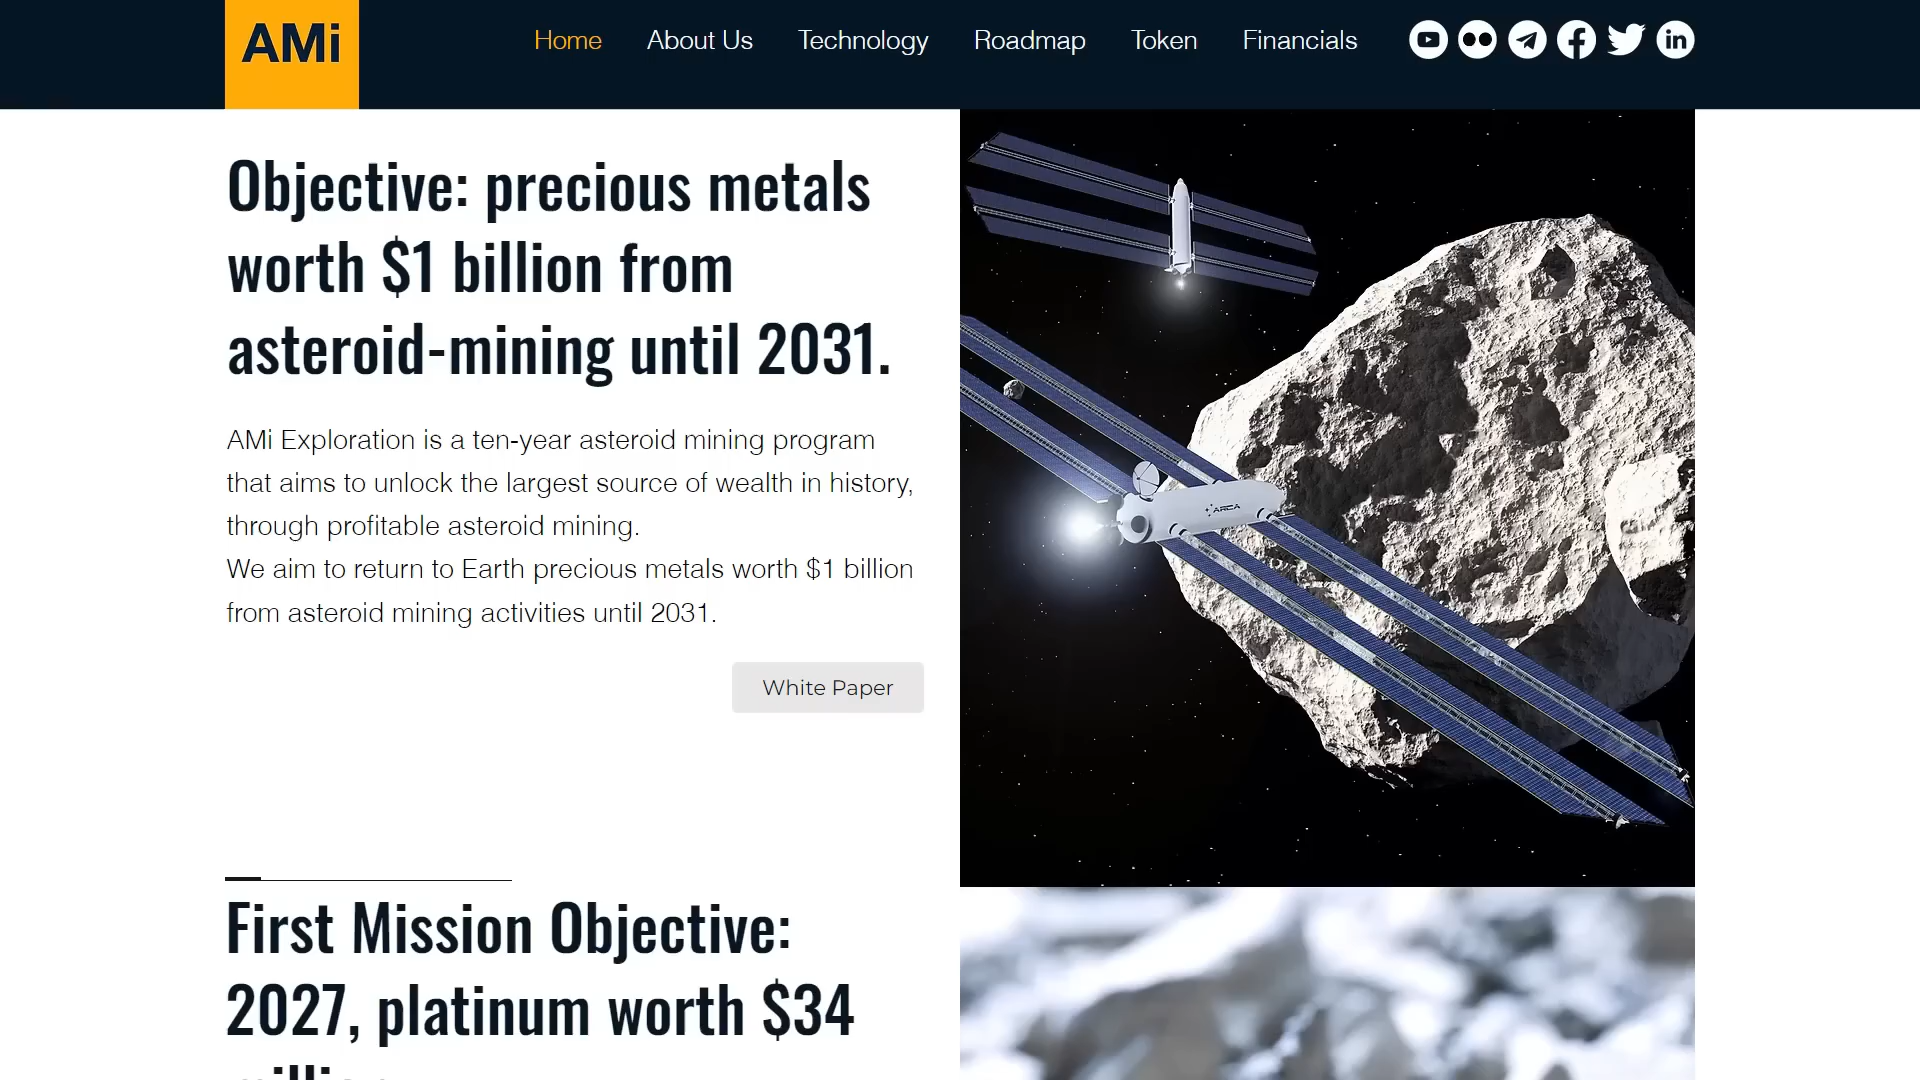 AMi
Home About Us Technology Roadmap Token Financials
in
Objective: precious metals
worth $1 billion from
asteroid-mining until 2031.
AMi Exploration is a ten-year asteroid mining program
that aims to unlock the largest source of wealth in history,
through profitable asteroid mining.
We aim to return to Earth precious metals worth $1 billion
from asteroid mining activities until 2031.
White Paper
ARCA
First Mission Objective:
2027, platinum worth $34